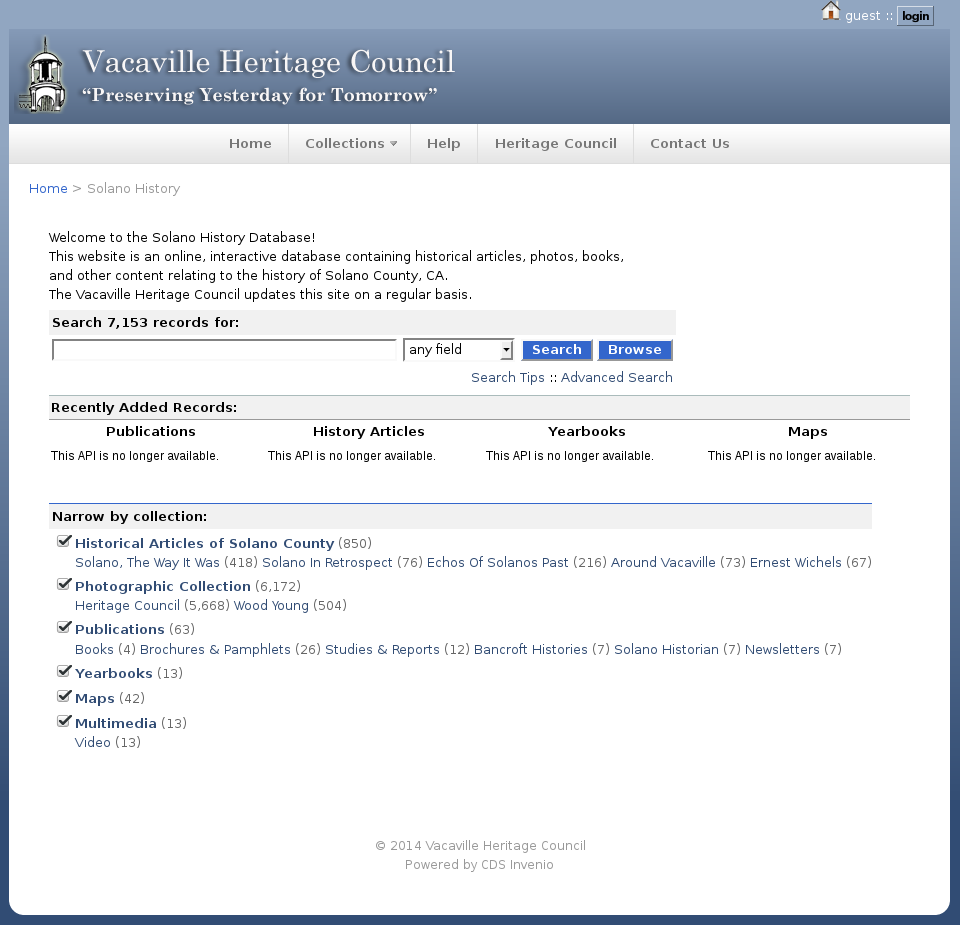 guest :: login
Vacaville Heritage Council
“Preserving Yesterday for Tomorrow”
Home Collections Help Heritage Council Contact Us
Home > Solano History
Welcome to the Solano History Database!
This website is an online, interactive database containing historical articles, photos, books,
and other content relating to the history of Solano County, CA.
The Vacaville Heritage Council updates this site on a regular basis.
Search 7,153 records for:
any field Search Browse
Search Tips :: Advanced Search
Recently Added Records:
Publications History Articles Yearbooks Maps
This API is no longer available. This API is no longer available. This API is no longer available. This API is no longer available.
Narrow by collection:
Historical Articles of Solano County (850)
Solano, The Way It Was (418) Solano In Retrospect (76) Echos Of Solanos Past (216) Around Vacaville (73) Ernest Wichels (67)
Photographic Collection (6,172)
Heritage Council (5,668) Wood Young (504)
Publications (63)
Books (4) Brochures & Pamphlets (26) Studies & Reports (12) Bancroft Histories (7) Solano Historian (7) Newsletters (7)
Yearbooks (13)
Maps (42)
Multimedia (13)
Video (13)
© 2014 Vacaville Heritage Council
Powered by CDS Invenio